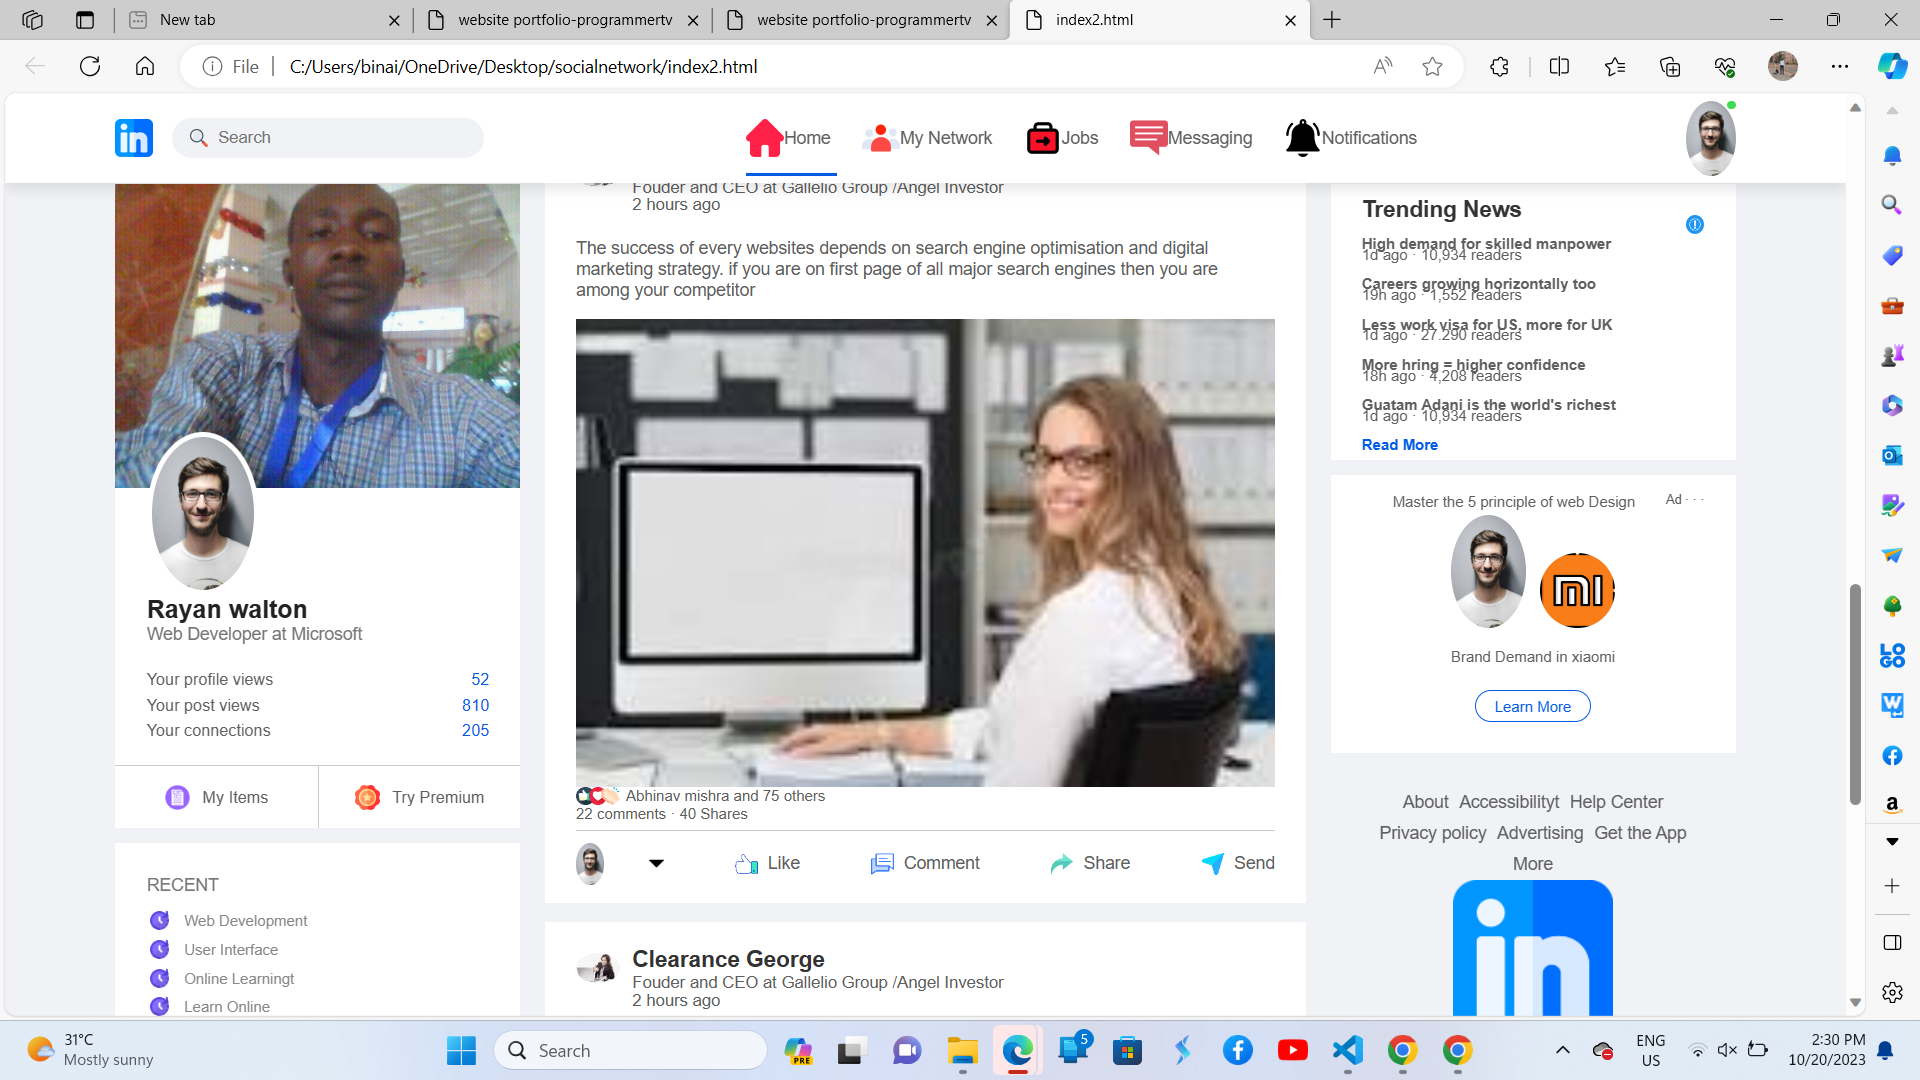 New tab
website portfolio-programmertv
website portfolio-programmertv
index2.html
File
C:/Users/binai/OneDrive/Desktop/socialnetwork/index2.html
in
Search
Home
My Network
Jobs
Messaging
Notifications
Rayan walton
Web Developer at Microsoft
Your profile views 52
Your post views 810
Your connections 205
My Items
Try Premium
RECENT
Web Development
User Interface
Online Learningt
Learn Online
Fouder and CEO at Gallelio Group /Angel Investor
2 hours ago
The success of every websites depends on search engine optimisation and digital
marketing strategy. if you are on first page of all major search engines then you are
among your competitor
Abhinav mishra and 75 others
22 comments · 40 Shares
Like
Comment
Share
Send
Clearance George
Fouder and CEO at Gallelio Group /Angel Investor
2 hours ago
Trending News
High demand for skilled manpower
1d ago · 10,934 readers
Careers growing horizontally too
19h ago · 1,552 readers
Less work visa for US, more for UK
1d ago · 27.290 readers
More hring = higher confidence
18h ago · 4,208 readers
Guatam Adani is the world's richest
1d ago · 10,934 readers
Read More
Master the 5 principle of web Design
Ad · · ·
mi
Brand Demand in xiaomi
Learn More
About Accessibilityt Help Center
Privacy policy Advertising Get the App
More
in
LOGO
31°C
Mostly sunny
Search
PRE
5
ENG
US
2:30 PM
10/20/2023